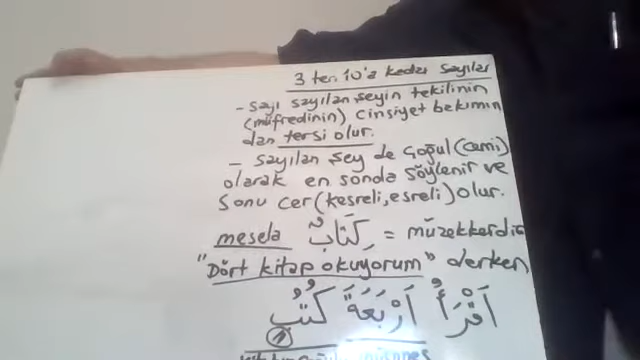 3 ten 10'a kadar sayılar
- sayı sayılan şeyin tekilinin
(müfredinin) cinsiyet bakımın
dan tersi olur.
- sayılan şey de çoğul (cemi)
olarak en sonda söylenir ve
sonu cer (kesreli, esreli) olur.
mesela كِتَابٌ = müzekkerdir
"Dört kitap okuyorum" derken
اَقْرَأُ اَرْبَعَةَ كُتُبٍ